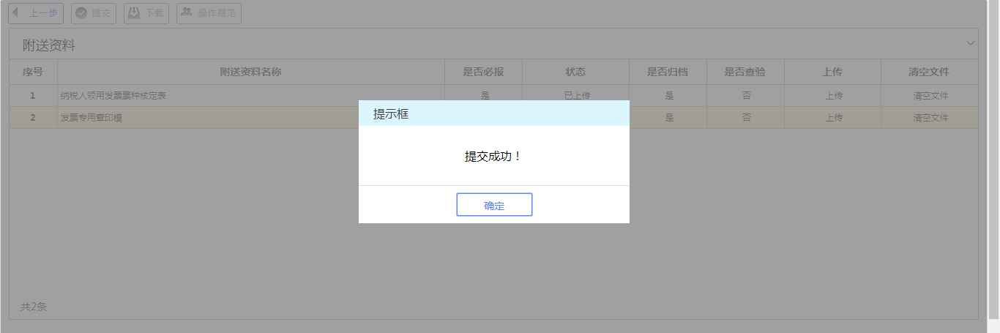 上一步 提交 下载 操作规范
附送资料
序号 附送资料名称 是否必报 状态 是否归档 是否查验 上传 清空文件
1 纳税人领用发票票种核定表 是 已上传 是 否 上传 清空文件
2 发票专用章印模 是 否 上传 清空文件
提示框
提交成功！
确定
共2条